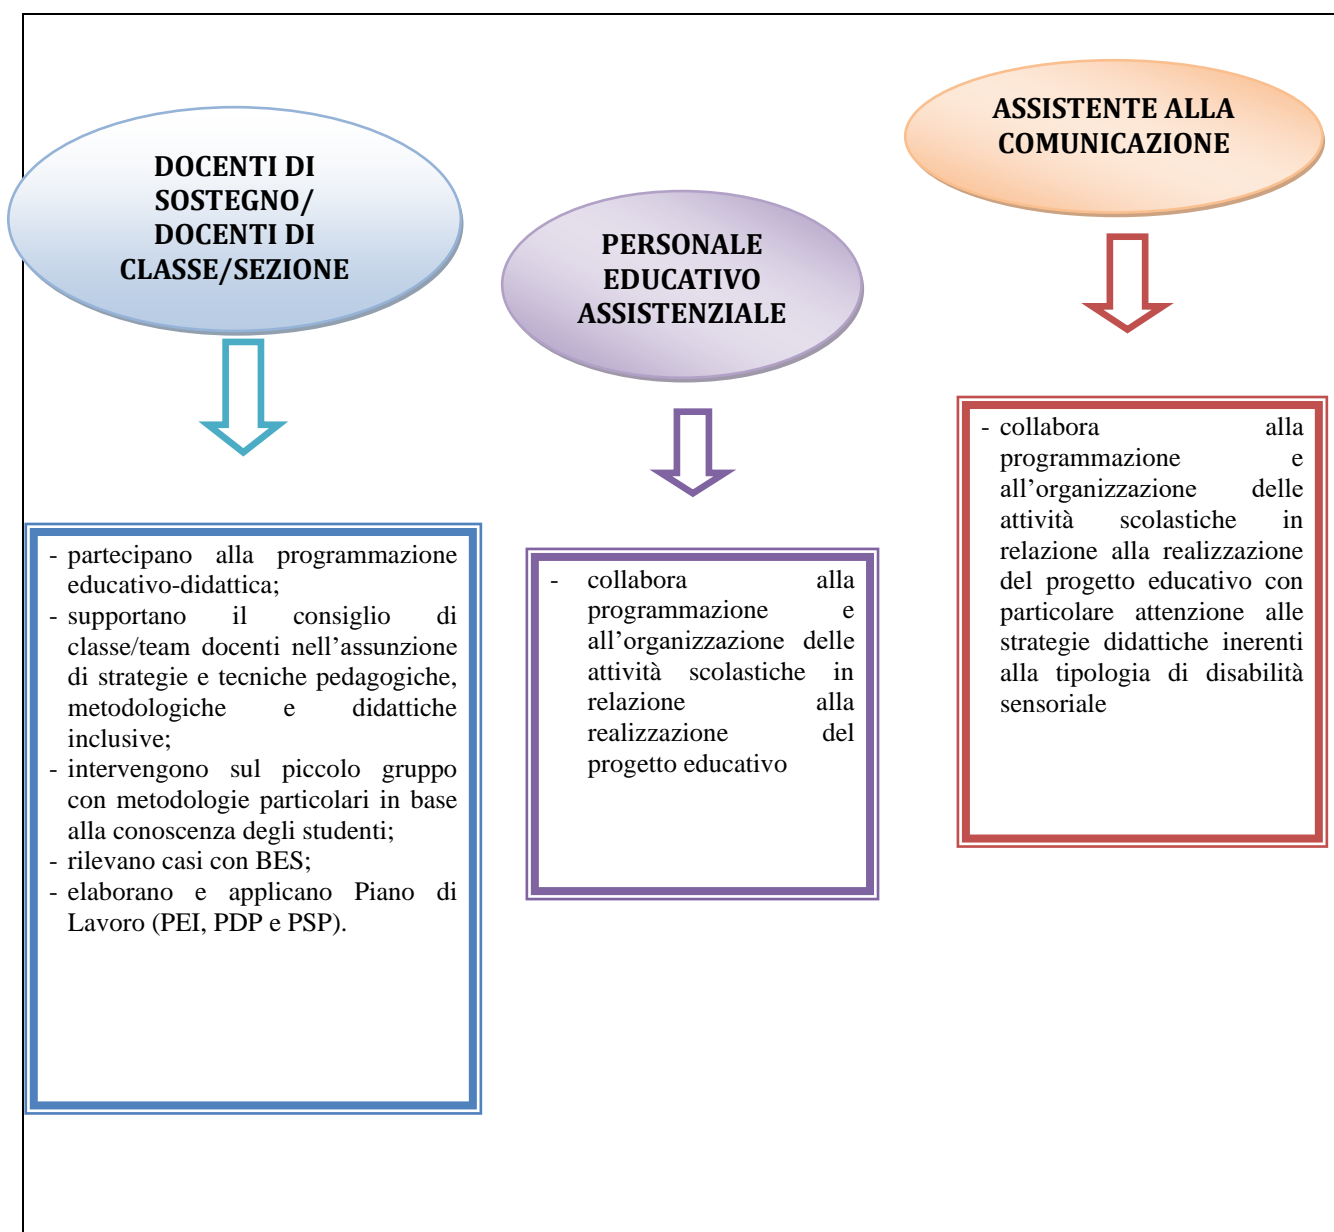 DOCENTI DI
SOSTEGNO/
DOCENTI DI
CLASSE/SEZIONE
- partecipano alla programmazione
educativo-didattica;
- supportano il consiglio di
classe/team docenti nell’assunzione
di strategie e tecniche pedagogiche,
metodologiche e didattiche
inclusive;
- intervengono sul piccolo gruppo
con metodologie particolari in base
alla conoscenza degli studenti;
- rilevano casi con BES;
- elaborano e applicano Piano di
Lavoro (PEI, PDP e PSP).
PERSONALE
EDUCATIVO
ASSISTENZIALE
- collabora alla
programmazione e
all’organizzazione delle
attività scolastiche in
relazione alla
realizzazione del
progetto educativo
ASSISTENTE ALLA
COMUNICAZIONE
- collabora alla
programmazione e
all’organizzazione delle
attività scolastiche in
relazione alla realizzazione
del progetto educativo con
particolare attenzione alle
strategie didattiche inerenti
alla tipologia di disabilità
sensoriale